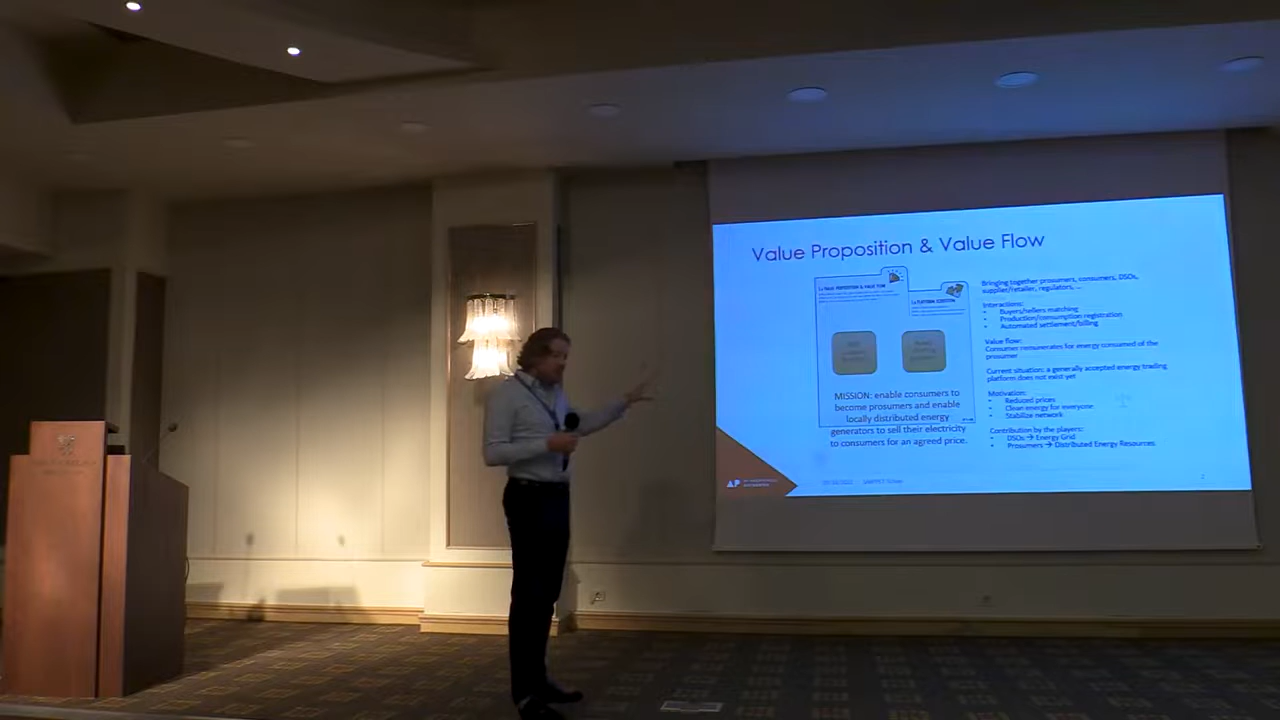 Value Proposition & Value Flow
Bringing together prosumers, consumers, DSOs,
supplier/retailer, regulators, ...
Interactions:
• Buyers/sellers matching
• Production/consumption registration
• Automated settlement/billing
Value flow:
Consumer remunerates for energy consumed of the
prosumer
Current situation: a generally accepted energy trading
platform does not exist yet
Motivation:
• Reduced prices
• Clean energy for everyone
• Stabilize network
Contribution by the players:
• DSOs → Energy Grid
• Prosumers → Distributed Energy Resources
MISSION: enable consumers to
become prosumers and enable
locally distributed energy
generators to sell their electricity
to consumers for an agreed price.
AP
2